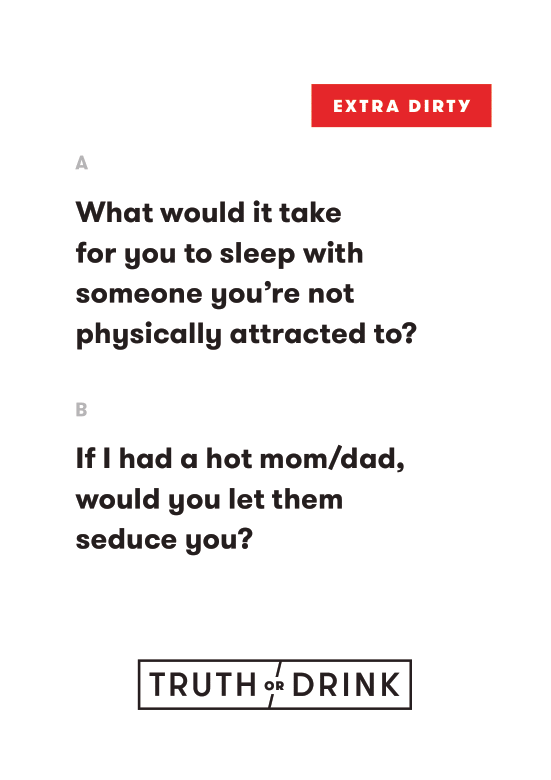 EXTRA DIRTY
A
What would it take
for you to sleep with
someone you’re not
physically attracted to?
B
If I had a hot mom/dad,
would you let them
seduce you?
TRUTH OR DRINK